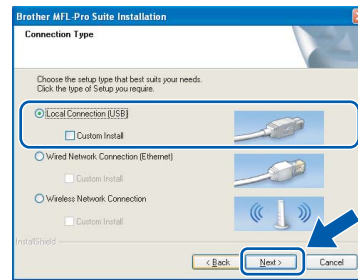 Brother MFL-Pro Suite Installation
Connection Type
Choose the setup type that best suits your needs.
Click the type of Setup you require.
Local Connection (USB)
Custom Install
Wired Network Connection (Ethernet)
Custom Install
Wireless Network Connection
Custom Install
InstallShield
< Back Next > Cancel